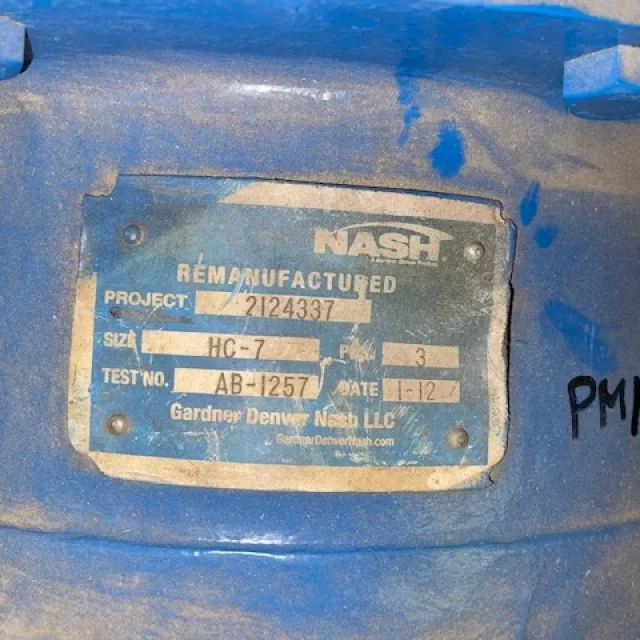 NASH
REMANUFACTURED
PROJECT 2124337
SIZE HC-7 3
TEST NO. AB-1257 DATE 1-12
Gardner Denver Nash LLC
GardnerDenverNash.com
PM